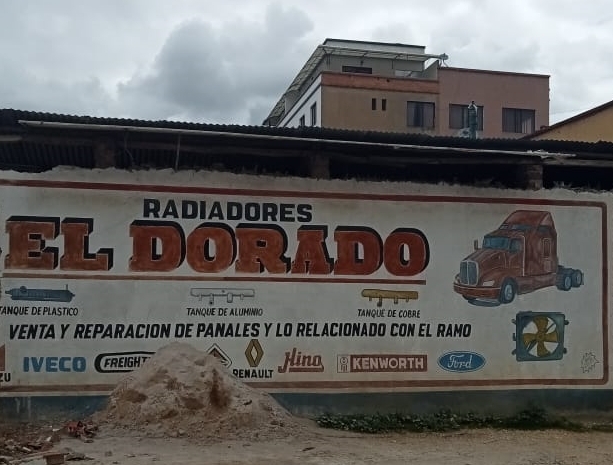 RADIADORES
EL DORADO
TANQUE DE PLASTICO TANQUE DE ALUMINIO TANQUE DE COBRE
VENTA Y REPARACION DE PANALES Y LO RELACIONADO CON EL RAMO
ZU IVECO FREIGHT RENAULT Hino KENWORTH Ford